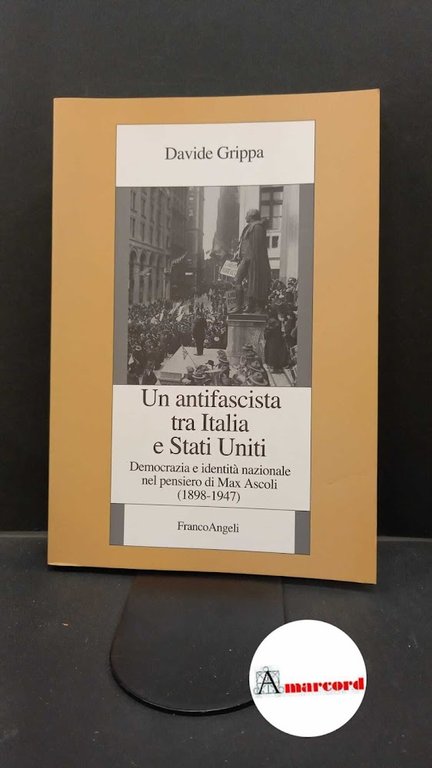 Davide Grippa
Un antifascista
tra Italia
e Stati Uniti
Democrazia e identità nazionale
nel pensiero di Max Ascoli
(1898-1947)
FrancoAngeli
Amarcord